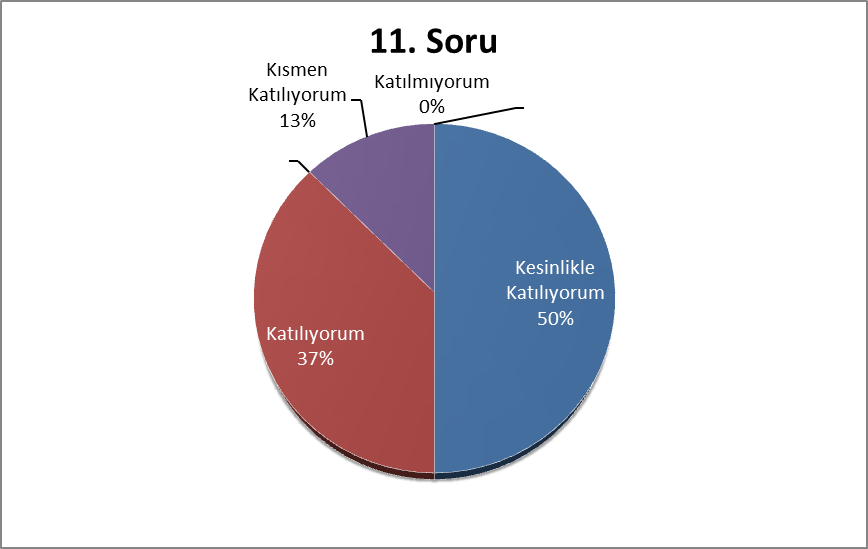 11. Soru
Kısmen
Katılıyorum
13%
Katılmıyorum
0%
Kesinlikle
Katılıyorum
50%
Katılıyorum
37%